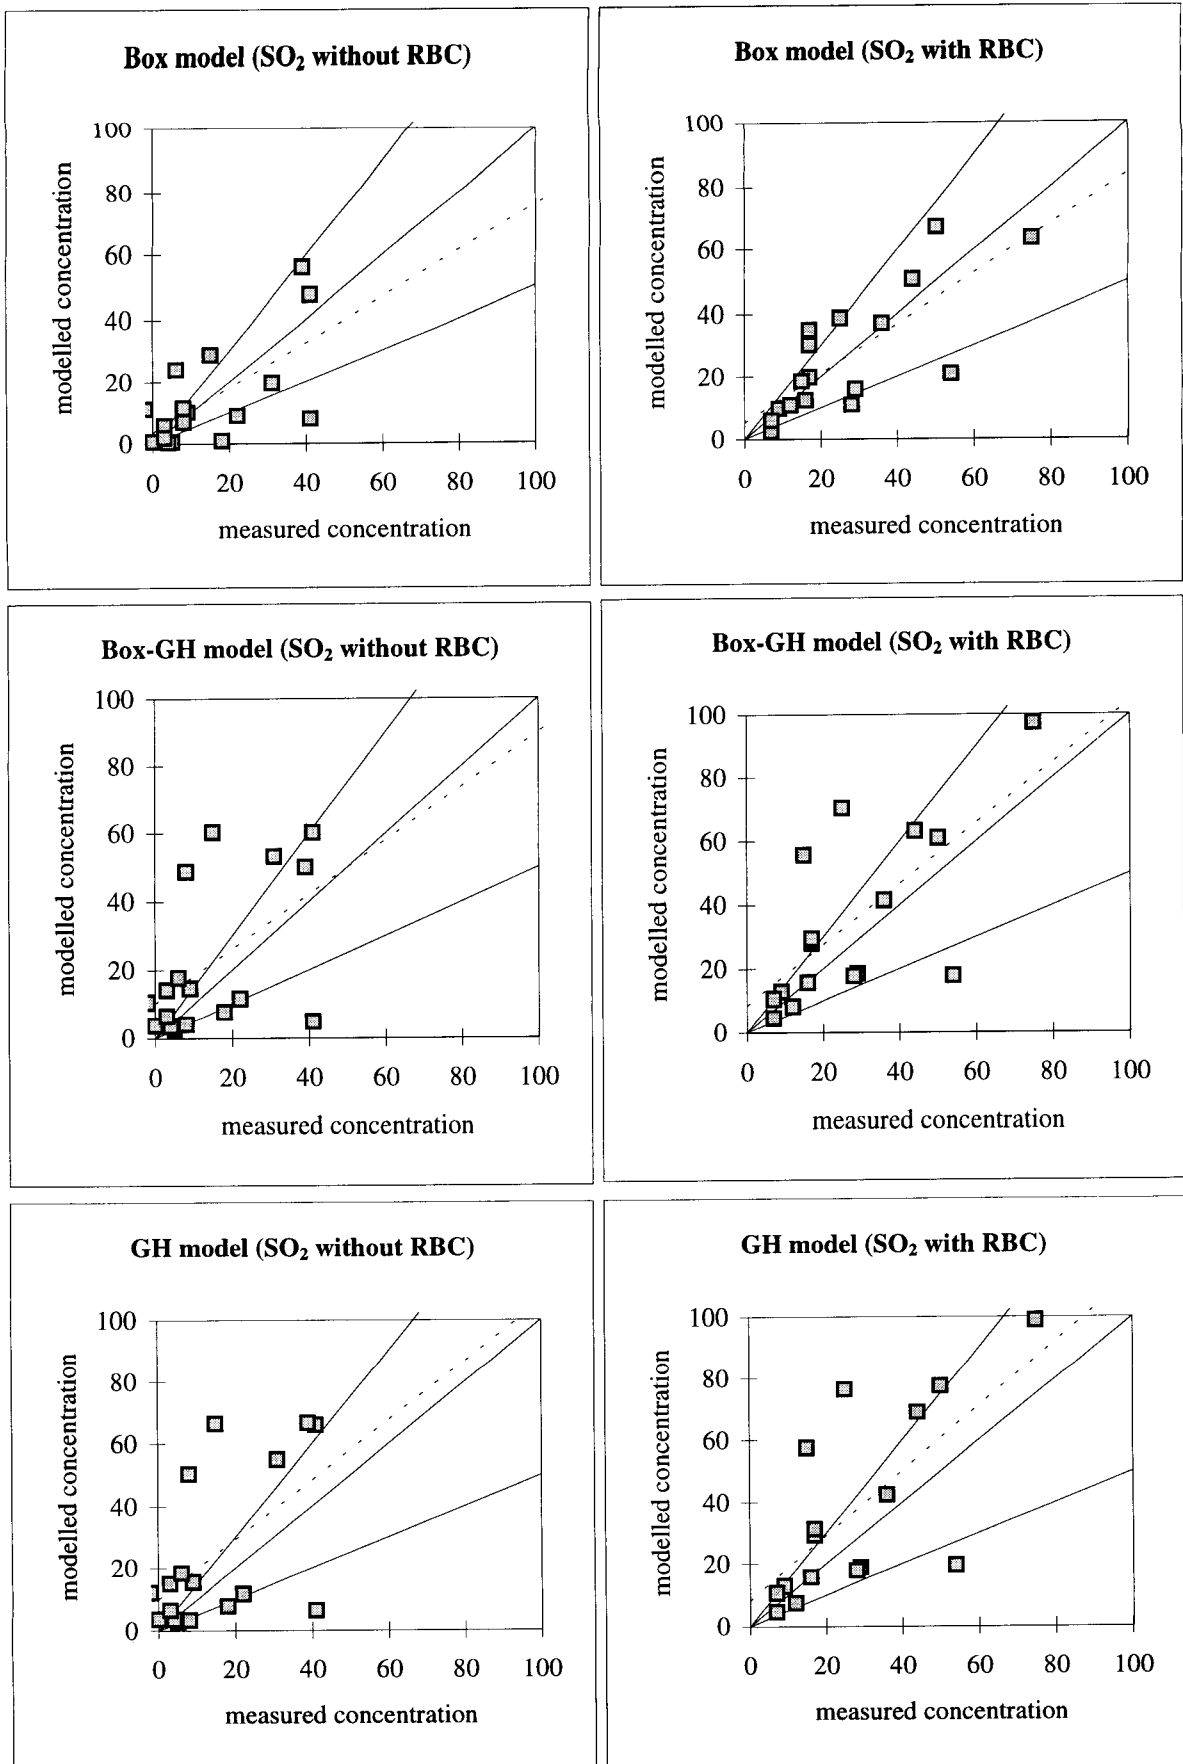 Box model (SO₂ without RBC)
100
80
60
40
20
0
modelled concentration
0 20 40 60 80 100
measured concentration
Box model (SO₂ with RBC)
100
80
60
40
20
0
modelled concentration
0 20 40 60 80 100
measured concentration
Box-GH model (SO₂ without RBC)
100
80
60
40
20
0
modelled concentration
0 20 40 60 80 100
measured concentration
Box-GH model (SO₂ with RBC)
100
80
60
40
20
0
modelled concentration
0 20 40 60 80 100
measured concentration
GH model (SO₂ without RBC)
100
80
60
40
20
0
modelled concentration
0 20 40 60 80 100
measured concentration
GH model (SO₂ with RBC)
100
80
60
40
20
0
modelled concentration
0 20 40 60 80 100
measured concentration